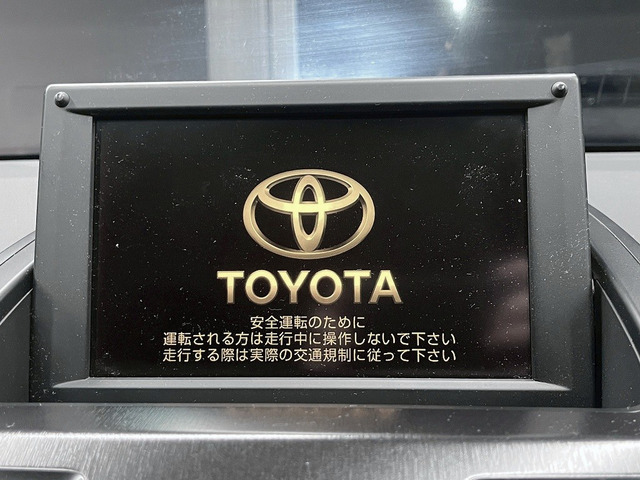 TOYOTA
安全運転のために
運転される方は走行中に操作しないで下さい
走行する際は実際の交通規制に従って下さい